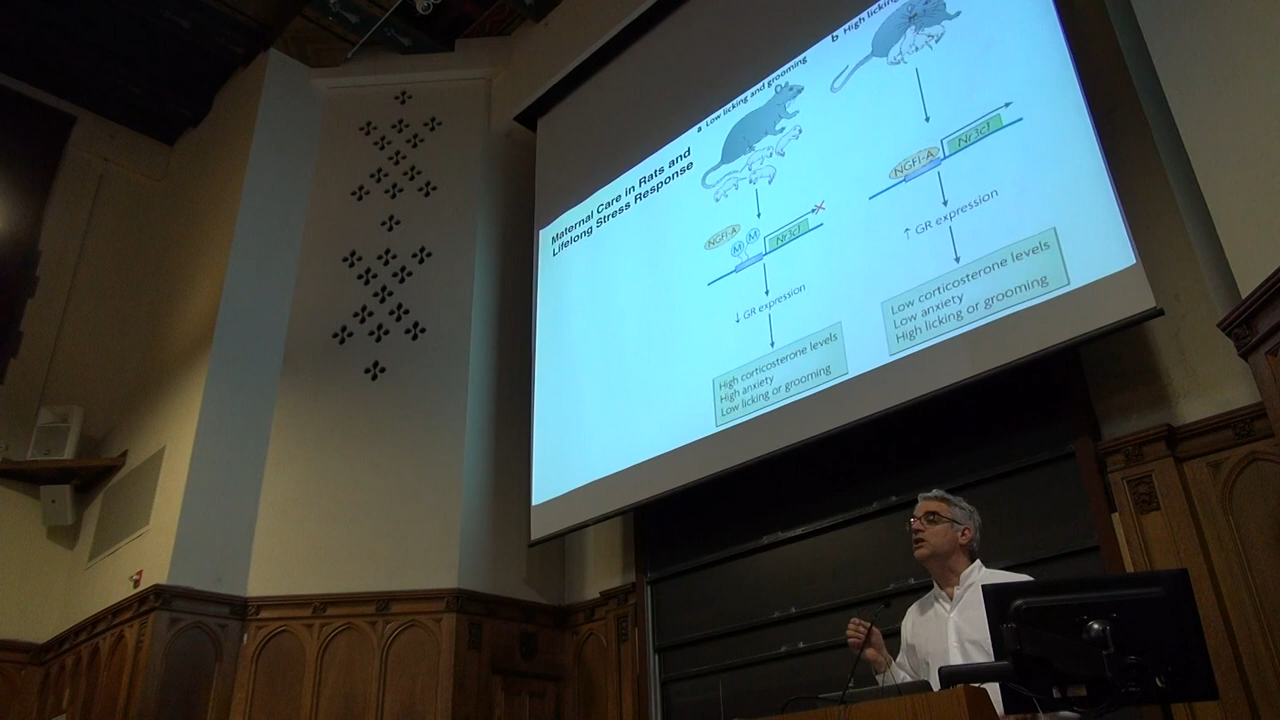 Maternal Care in Rats and
Lifelong Stress Response
a Low licking and grooming
NGFI-A
M
M
Nr3c1
↓ GR expression
High corticosterone levels
High anxiety
Low licking or grooming
b High licking
NGFI-A
Nr3c1
↑ GR expression
Low corticosterone levels
Low anxiety
High licking or grooming